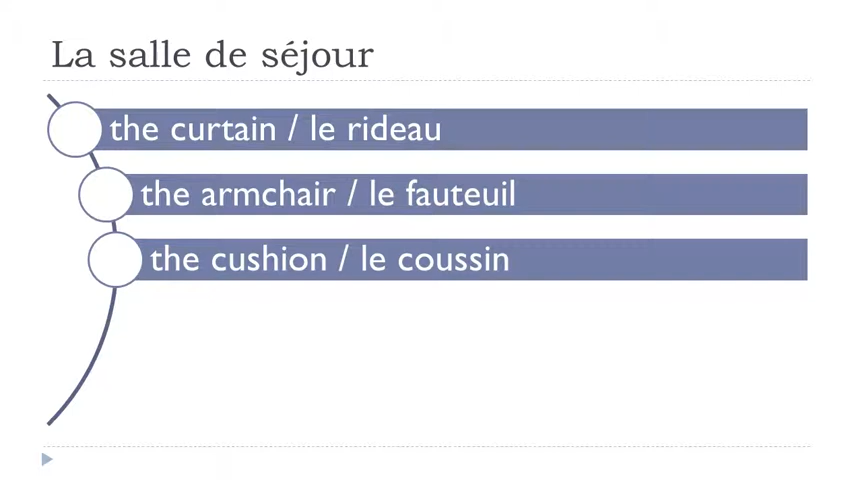 La salle de séjour
the curtain / le rideau
the armchair / le fauteuil
the cushion / le coussin